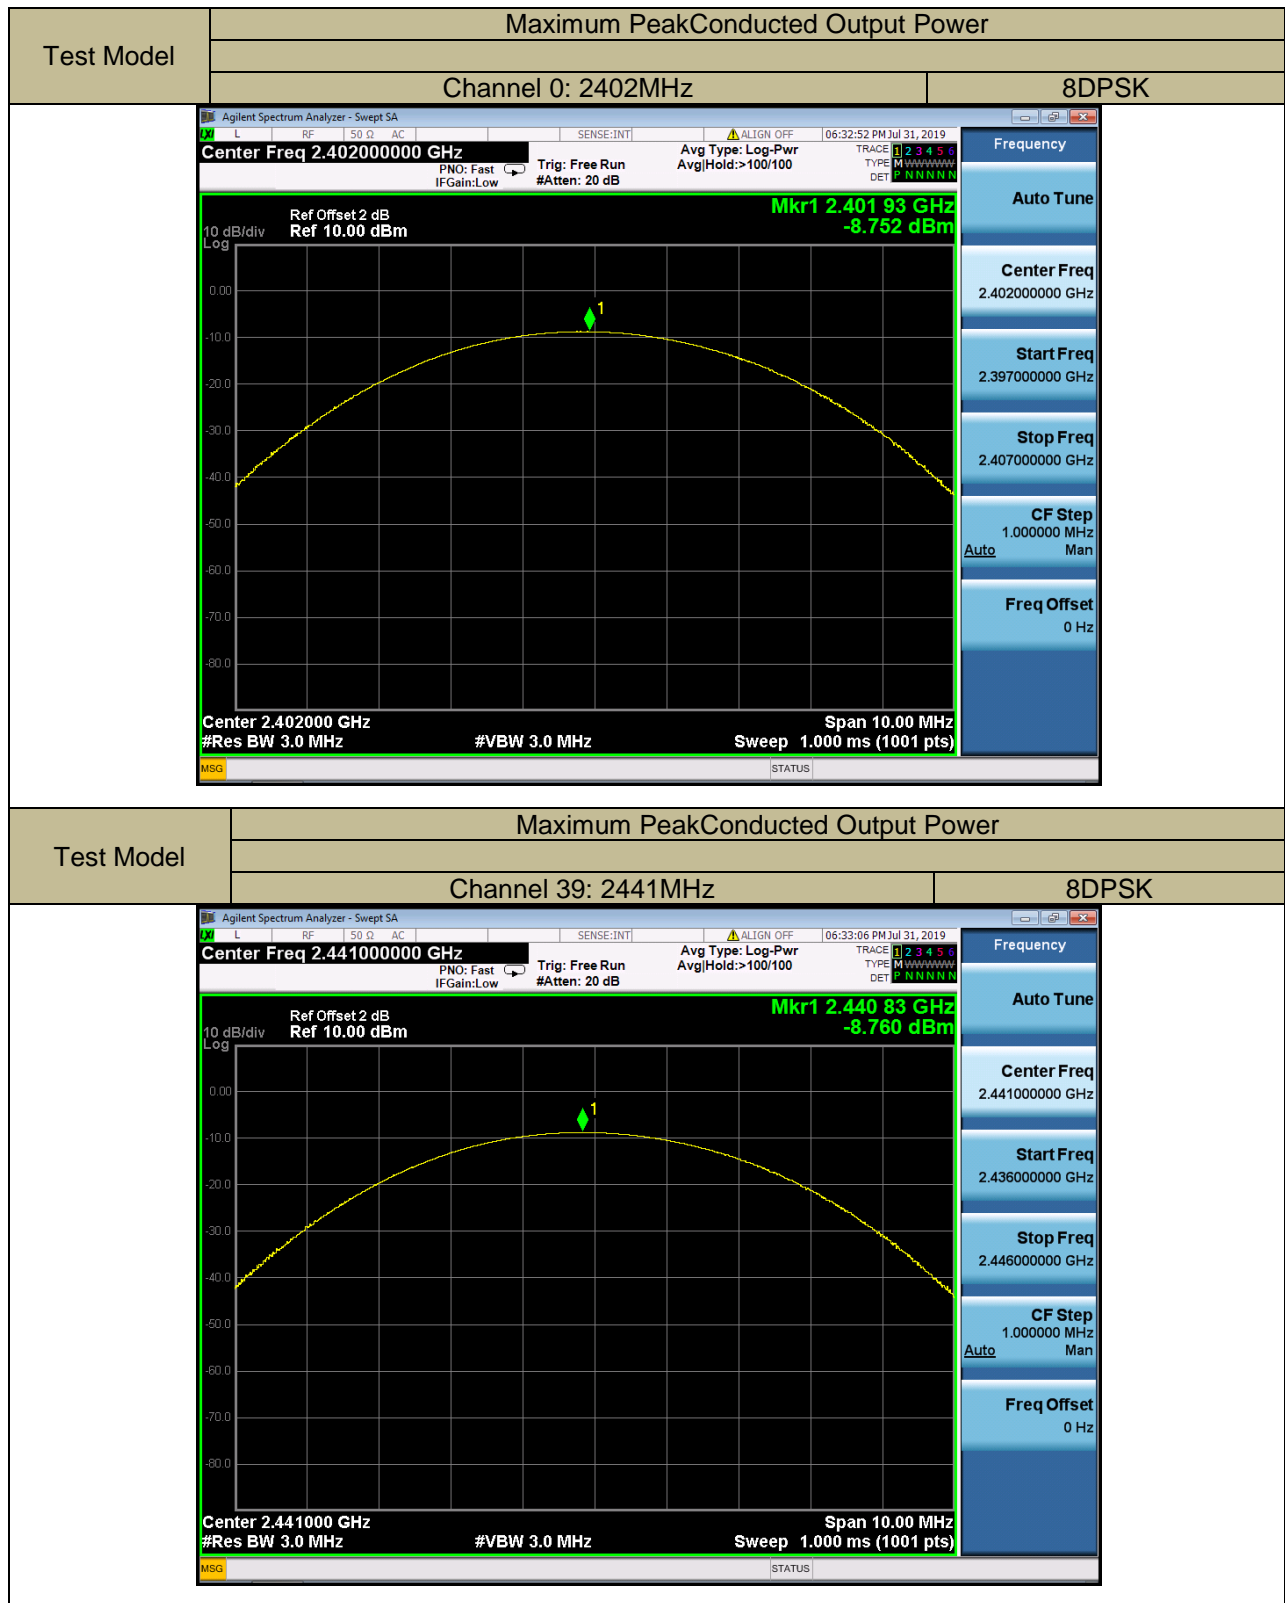 Test Model
Maximum PeakConducted Output Power
Channel 0: 2402MHz
8DPSK
Agilent Spectrum Analyzer - Swept SA
LXI L RF 50 Ω AC SENSE:INT ALIGN OFF 06:32:52 PM Jul 31, 2019
Center Freq 2.402000000 GHz
PNO: Fast
IFGain:Low
Trig: Free Run
#Atten: 20 dB
Avg Type: Log-Pwr
Avg|Hold:>100/100
TRACE 1 2 3 4 5 6
TYPE M WWWWW
DET P N N N N N
Frequency
Mkr1 2.401 93 GHz
-8.752 dBm
Ref Offset 2 dB
10 dB/div Ref 10.00 dBm
Log
1
0.00
-10.0
-20.0
-30.0
-40.0
-50.0
-60.0
-70.0
-80.0
Center 2.402000 GHz Span 10.00 MHz
#Res BW 3.0 MHz #VBW 3.0 MHz Sweep 1.000 ms (1001 pts)
Auto Tune
Center Freq
2.402000000 GHz
Start Freq
2.397000000 GHz
Stop Freq
2.407000000 GHz
CF Step
1.000000 MHz
Auto Man
Freq Offset
0 Hz
MSG STATUS
Test Model
Maximum PeakConducted Output Power
Channel 39: 2441MHz
8DPSK
Agilent Spectrum Analyzer - Swept SA
LXI L RF 50 Ω AC SENSE:INT ALIGN OFF 06:33:06 PM Jul 31, 2019
Center Freq 2.441000000 GHz
PNO: Fast
IFGain:Low
Trig: Free Run
#Atten: 20 dB
Avg Type: Log-Pwr
Avg|Hold:>100/100
TRACE 1 2 3 4 5 6
TYPE M WWWWW
DET P N N N N N
Frequency
Mkr1 2.440 83 GHz
-8.760 dBm
Ref Offset 2 dB
10 dB/div Ref 10.00 dBm
Log
1
0.00
-10.0
-20.0
-30.0
-40.0
-50.0
-60.0
-70.0
-80.0
Center 2.441000 GHz Span 10.00 MHz
#Res BW 3.0 MHz #VBW 3.0 MHz Sweep 1.000 ms (1001 pts)
Auto Tune
Center Freq
2.441000000 GHz
Start Freq
2.436000000 GHz
Stop Freq
2.446000000 GHz
CF Step
1.000000 MHz
Auto Man
Freq Offset
0 Hz
MSG STATUS